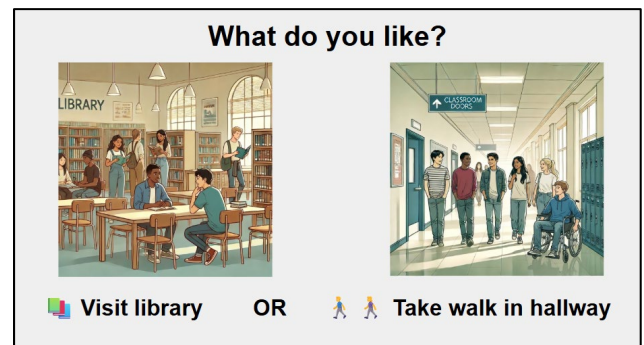 What do you like?
LIBRARY
CLASSROOM
DOORS
Visit library OR Take walk in hallway